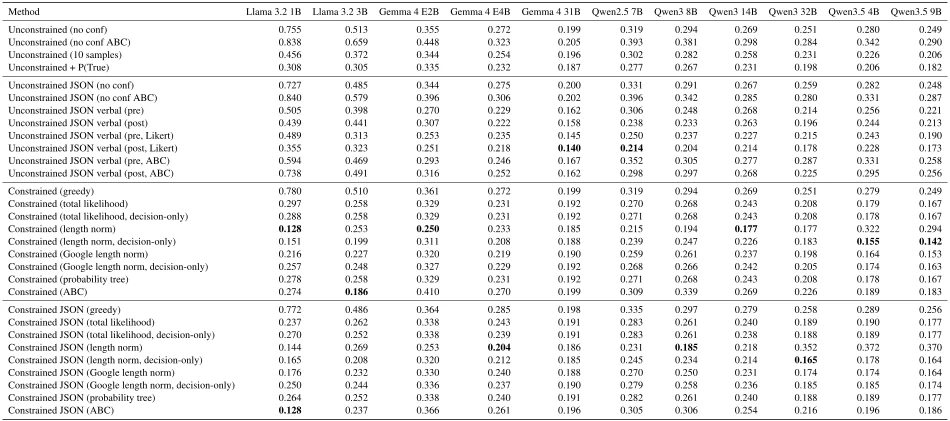 Method Llama 3.2 1B Llama 3.2 3B Gemma 4 E2B Gemma 4 E4B Gemma 4 31B Qwen2.5 7B Qwen3 8B Qwen3 14B Qwen3 32B Qwen3.5 4B Qwen3.5 9B
Unconstrained (no conf) 0.755 0.513 0.355 0.272 0.199 0.319 0.294 0.269 0.251 0.280 0.249
Unconstrained (no conf ABC) 0.838 0.659 0.448 0.323 0.205 0.393 0.381 0.298 0.284 0.342 0.290
Unconstrained (10 samples) 0.456 0.372 0.344 0.254 0.196 0.302 0.282 0.258 0.231 0.226 0.206
Unconstrained + P(True) 0.308 0.305 0.335 0.232 0.187 0.277 0.267 0.231 0.198 0.206 0.182
Unconstrained JSON (no conf) 0.727 0.485 0.344 0.275 0.200 0.331 0.291 0.267 0.259 0.282 0.248
Unconstrained JSON (no conf ABC) 0.840 0.579 0.396 0.306 0.202 0.396 0.342 0.285 0.280 0.331 0.287
Unconstrained JSON verbal (pre) 0.505 0.398 0.270 0.229 0.162 0.306 0.248 0.268 0.214 0.256 0.221
Unconstrained JSON verbal (post) 0.439 0.441 0.307 0.222 0.158 0.238 0.233 0.263 0.196 0.244 0.213
Unconstrained JSON verbal (pre, Likert) 0.489 0.313 0.253 0.235 0.145 0.250 0.237 0.227 0.215 0.243 0.190
Unconstrained JSON verbal (post, Likert) 0.355 0.323 0.251 0.218 0.140 0.214 0.204 0.214 0.178 0.228 0.173
Unconstrained JSON verbal (pre, ABC) 0.594 0.469 0.293 0.246 0.167 0.352 0.305 0.277 0.287 0.331 0.258
Unconstrained JSON verbal (post, ABC) 0.738 0.491 0.316 0.252 0.162 0.298 0.297 0.268 0.225 0.295 0.256
Constrained (greedy) 0.780 0.510 0.361 0.272 0.199 0.319 0.294 0.269 0.251 0.279 0.249
Constrained (total likelihood) 0.297 0.258 0.329 0.231 0.192 0.270 0.268 0.243 0.208 0.179 0.167
Constrained (total likelihood, decision-only) 0.288 0.258 0.329 0.231 0.192 0.271 0.268 0.243 0.208 0.178 0.167
Constrained (length norm) 0.128 0.253 0.250 0.233 0.185 0.215 0.194 0.177 0.177 0.322 0.294
Constrained (length norm, decision-only) 0.151 0.199 0.311 0.208 0.188 0.239 0.247 0.226 0.183 0.155 0.142
Constrained (Google length norm) 0.216 0.227 0.320 0.219 0.190 0.259 0.261 0.237 0.198 0.164 0.153
Constrained (Google length norm, decision-only) 0.257 0.248 0.327 0.229 0.192 0.268 0.266 0.242 0.205 0.174 0.163
Constrained (probability tree) 0.278 0.258 0.329 0.231 0.192 0.271 0.268 0.243 0.208 0.178 0.167
Constrained (ABC) 0.274 0.186 0.410 0.270 0.199 0.309 0.339 0.269 0.226 0.189 0.183
Constrained JSON (greedy) 0.772 0.486 0.364 0.285 0.198 0.335 0.297 0.279 0.258 0.289 0.256
Constrained JSON (total likelihood) 0.237 0.262 0.338 0.243 0.191 0.283 0.261 0.240 0.189 0.190 0.177
Constrained JSON (total likelihood, decision-only) 0.270 0.252 0.338 0.239 0.191 0.283 0.261 0.238 0.188 0.189 0.177
Constrained JSON (length norm) 0.144 0.269 0.253 0.204 0.186 0.231 0.185 0.218 0.352 0.372 0.370
Constrained JSON (length norm, decision-only) 0.165 0.208 0.320 0.212 0.185 0.245 0.234 0.214 0.165 0.178 0.164
Constrained JSON (Google length norm) 0.176 0.232 0.330 0.240 0.188 0.270 0.250 0.231 0.174 0.174 0.164
Constrained JSON (Google length norm, decision-only) 0.250 0.244 0.336 0.237 0.190 0.279 0.258 0.236 0.185 0.185 0.174
Constrained JSON (probability tree) 0.264 0.252 0.338 0.240 0.191 0.282 0.261 0.240 0.188 0.189 0.177
Constrained JSON (ABC) 0.128 0.237 0.366 0.261 0.196 0.305 0.306 0.254 0.216 0.196 0.186